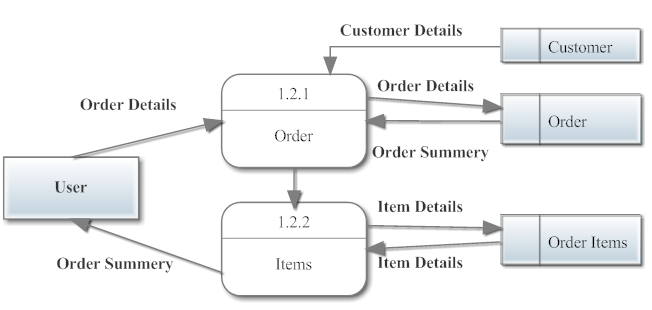 Customer Details
Customer
1.2.1
Order Details
Order Details
Order
Order
Order Summery
User
1.2.2
Item Details
Order Items
Order Summery
Items
Item Details